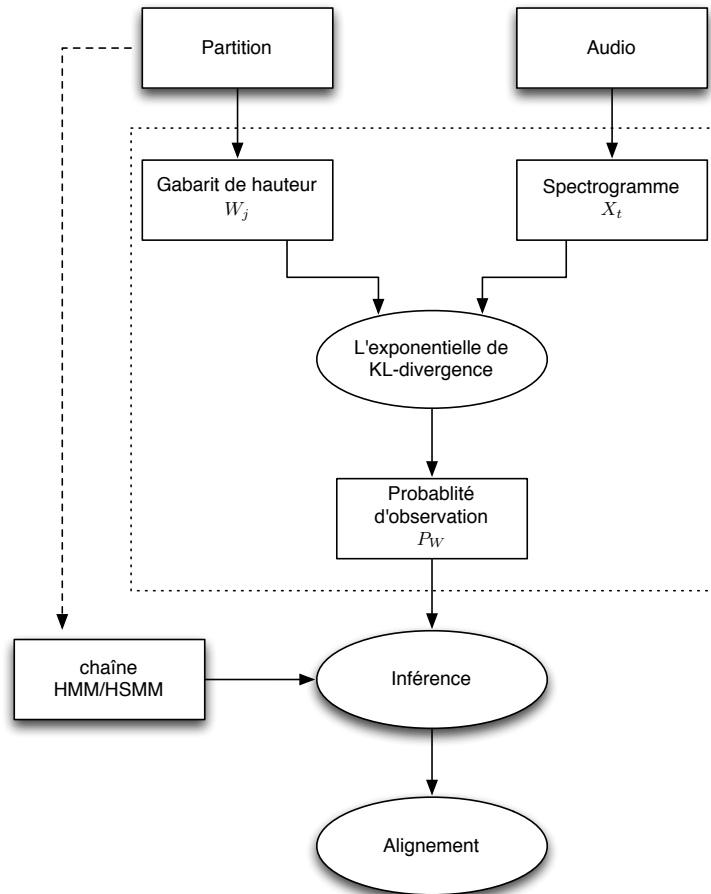 Partition
Audio
Gabarit de hauteur
W_j
Spectrogramme
X_t
L'exponentielle de
KL-divergence
Probablité
d'observation
P_W
chaîne
HMM/HSMM
Inférence
Alignement